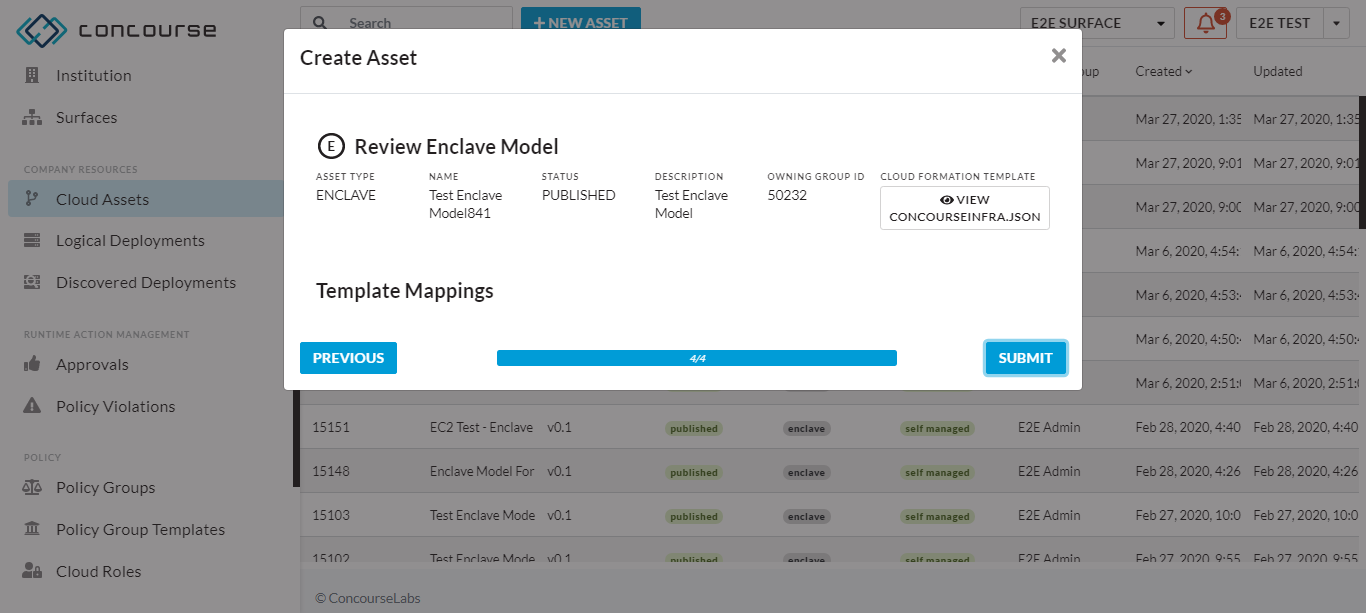 concourse
Search
+ NEW ASSET
E2E SURFACE
3
E2E TEST
Institution
Surfaces
COMPANY RESOURCES
Cloud Assets
Logical Deployments
Discovered Deployments
RUNTIME ACTION MANAGEMENT
Approvals
Policy Violations
POLICY
Policy Groups
Policy Group Templates
Cloud Roles
Create Asset
E Review Enclave Model
ASSET TYPE NAME STATUS DESCRIPTION OWNING GROUP ID CLOUD FORMATION TEMPLATE
ENCLAVE Test Enclave Model841 PUBLISHED Test Enclave Model 50232 VIEW CONCOURSEINFRA.JSON
Template Mappings
PREVIOUS 4/4 SUBMIT
Created Updated
Mar 27, 2020, 1:35 Mar 27, 2020, 1:35
Mar 27, 2020, 9:01 Mar 27, 2020, 9:01
Mar 27, 2020, 9:00 Mar 27, 2020, 9:00
Mar 6, 2020, 4:54: Mar 6, 2020, 4:54:
Mar 6, 2020, 4:53: Mar 6, 2020, 4:53:
Mar 6, 2020, 4:50: Mar 6, 2020, 4:50:
Mar 6, 2020, 2:51: Mar 6, 2020, 2:51:
15151 EC2 Test - Enclave v0.1 published enclave self managed E2E Admin Feb 28, 2020, 4:40 Feb 28, 2020, 4:40
15148 Enclave Model For v0.1 published enclave self managed E2E Admin Feb 28, 2020, 4:26 Feb 28, 2020, 4:26
15103 Test Enclave Mode v0.1 published enclave self managed E2E Admin Feb 27, 2020, 10:0 Feb 27, 2020, 10:0
15102 Test Enclave Mode v0.1 published enclave self managed E2E Admin Feb 27, 2020, 9:55 Feb 27, 2020, 9:55
© ConcourseLabs